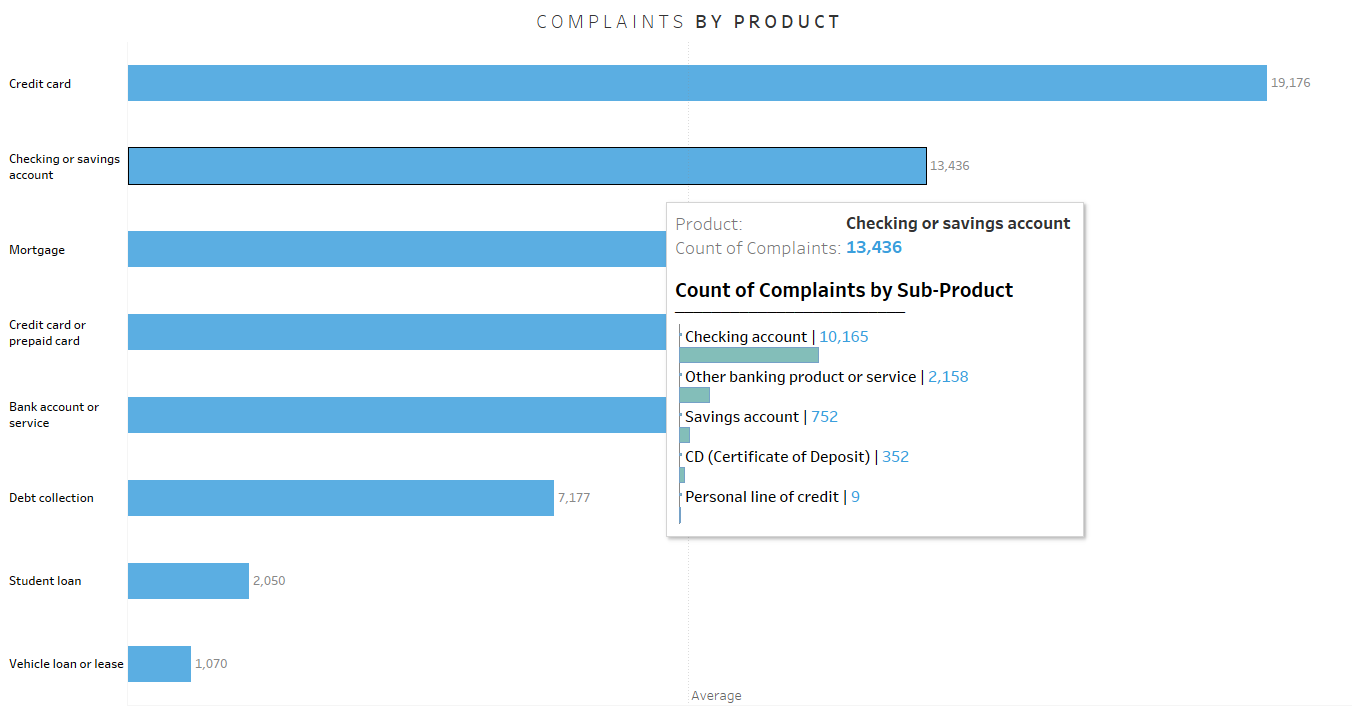 COMPLAINTS BY PRODUCT
Credit card
19,176
Checking or savings
account
13,436
Product: Checking or savings account
Count of Complaints: 13,436
Count of Complaints by Sub-Product
Checking account | 10,165
Other banking product or service | 2,158
Savings account | 752
CD (Certificate of Deposit) | 352
Personal line of credit | 9
Mortgage
Credit card or
prepaid card
Bank account or
service
Debt collection
7,177
Student loan
2,050
Vehicle loan or lease
1,070
Average